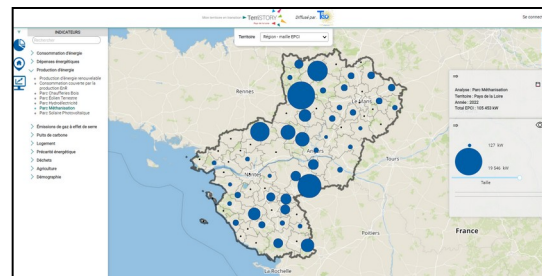 TerriSTORY
Diffusé par
Teo
Se connec
INDICATEURS
Rechercher
Territoire
Région - maille EPCI
Consommation d'énergie
Dépenses énergétiques
Production d'énergie
Production d'énergie renouvelable
Consommation couverte par la
production EnR
Parc Chaufferies Bois
Parc Éolien Terrestre
Parc Hydroélectricité
Parc Méthanisation
Parc Solaire Photovoltaïque
Émissions de gaz à effet de serre
Puits de carbone
Logement
Précarité énergétique
Déchets
Agriculture
Démographie
Rennes
Le Mans
Angers
Nantes
Tours
Poitiers
La Rochelle
France
Analyse : Parc Méthanisation
Territoire : Pays de la Loire
Année : 2022
Total EPCI : 105 453 kW
127 kW
15 546 kW
Taille